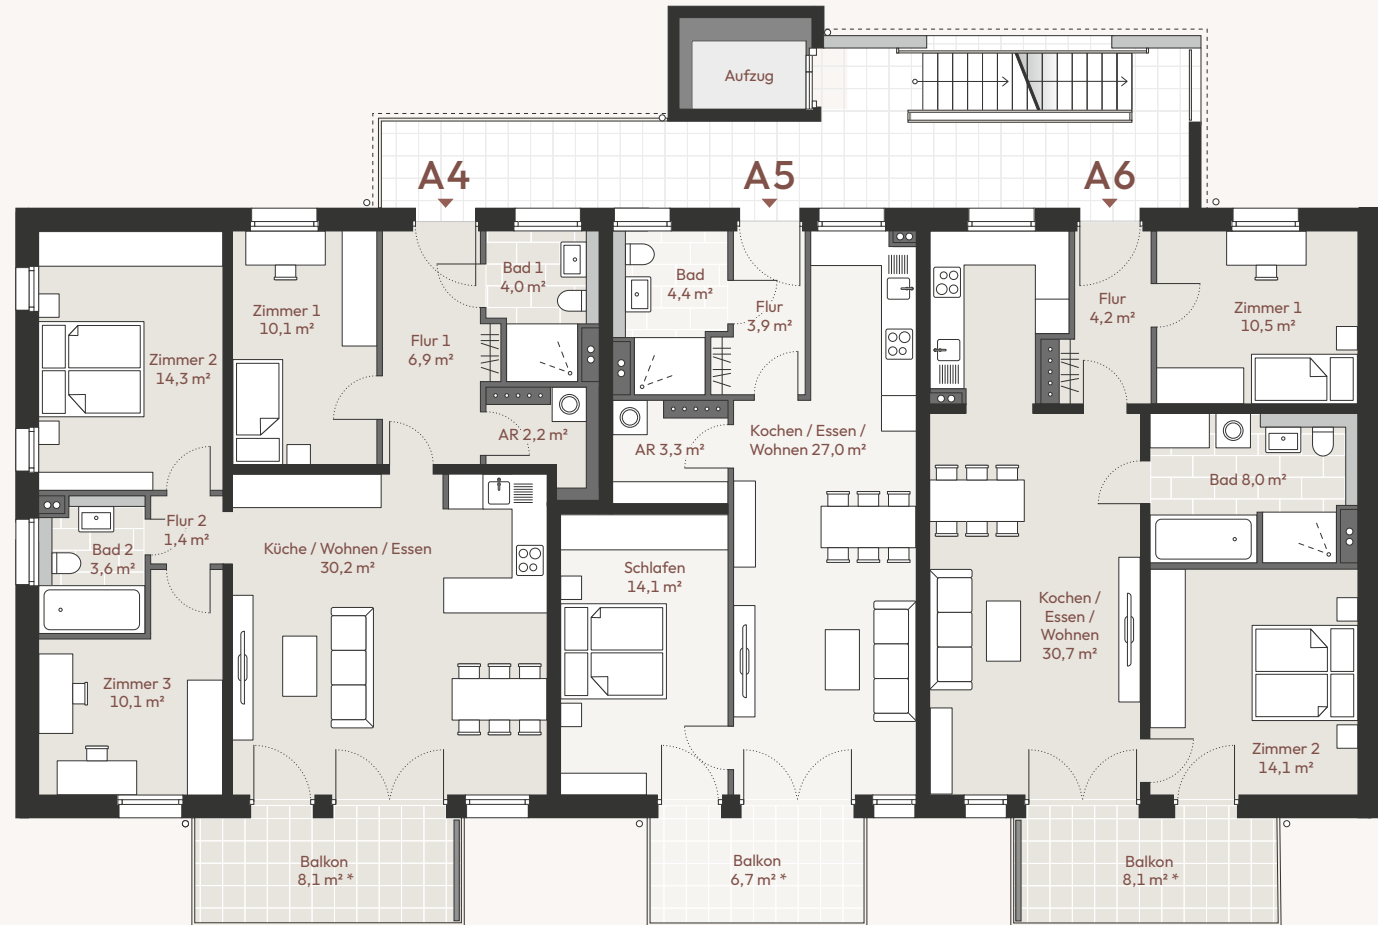 Aufzug
A4
A5
A6
Zimmer 2
14,3 m²
Zimmer 1
10,1 m²
Flur 1
6,9 m²
Bad 1
4,0 m²
AR 2,2 m²
Bad 2
3,6 m²
Flur 2
1,4 m²
Küche / Wohnen / Essen
30,2 m²
Zimmer 3
10,1 m²
Balkon
8,1 m² *
Bad
4,4 m²
Flur
3,9 m²
AR 3,3 m²
Kochen / Essen /
Wohnen 27,0 m²
Schlafen
14,1 m²
Balkon
6,7 m² *
Flur
4,2 m²
Zimmer 1
10,5 m²
Bad 8,0 m²
Kochen /
Essen /
Wohnen
30,7 m²
Zimmer 2
14,1 m²
Balkon
8,1 m² *